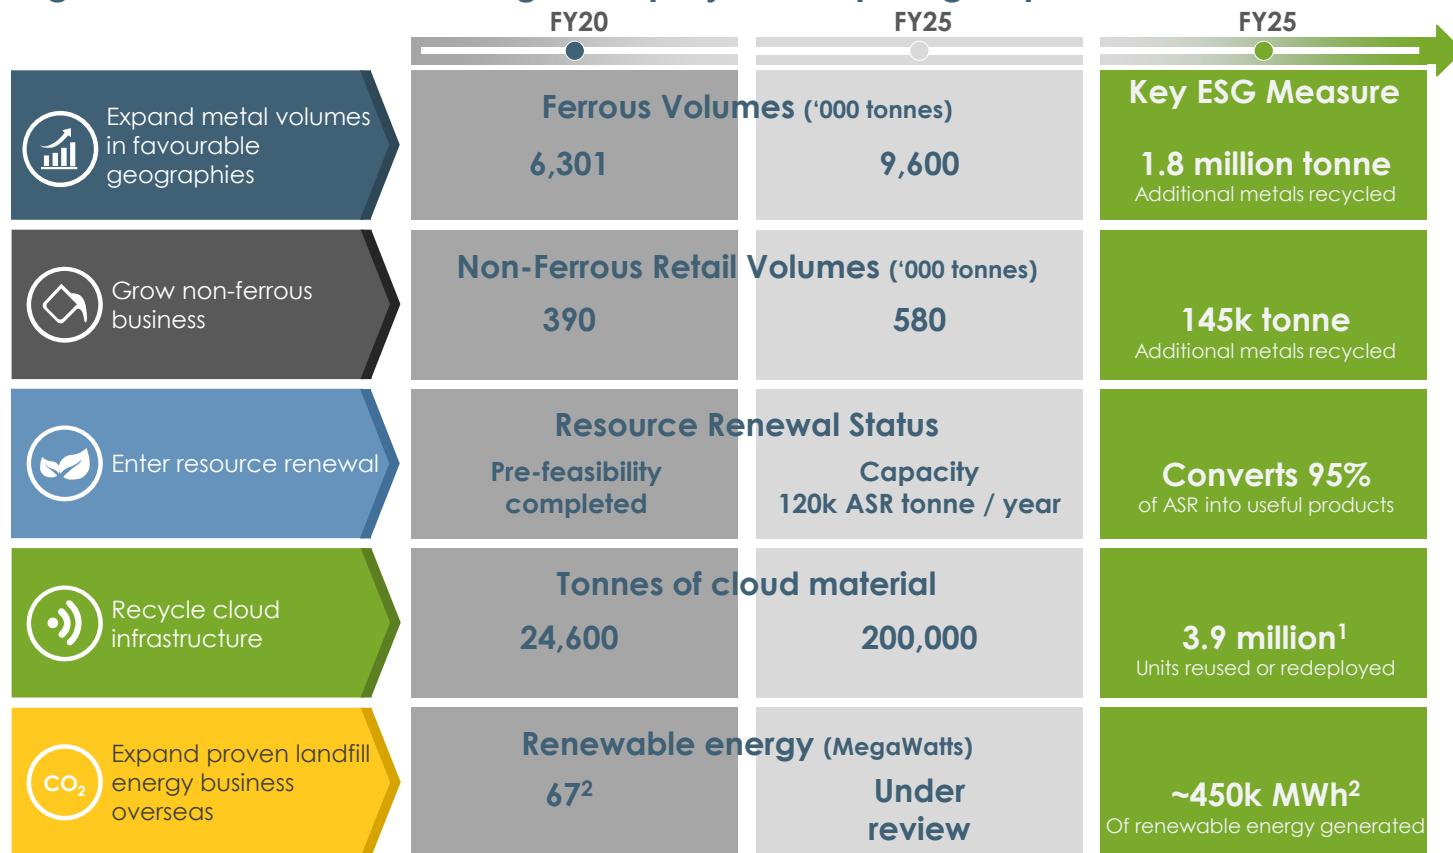 FY20
FY25
FY25
Expand metal volumes
in favourable
geographies
Ferrous Volumes (‘000 tonnes)
6,301
9,600
Key ESG Measure
1.8 million tonne
Additional metals recycled
Grow non-ferrous
business
Non-Ferrous Retail Volumes (‘000 tonnes)
390
580
145k tonne
Additional metals recycled
Enter resource renewal
Resource Renewal Status
Pre-feasibility
completed
Capacity
120k ASR tonne / year
Converts 95%
of ASR into useful products
Recycle cloud
infrastructure
Tonnes of cloud material
24,600
200,000
3.9 million¹
Units reused or redeployed
CO₂
Expand proven landfill
energy business
overseas
Renewable energy (MegaWatts)
67²
Under
review
~450k MWh²
Of renewable energy generated